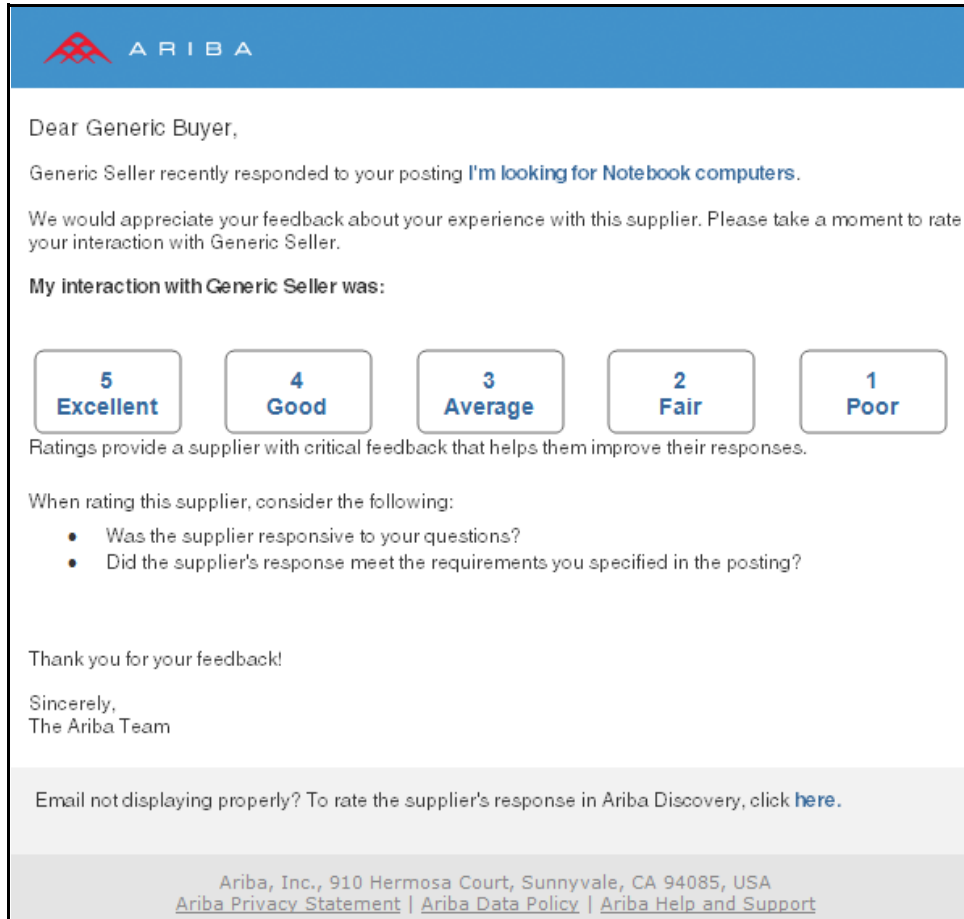 ARIBA
Dear Generic Buyer,
Generic Seller recently responded to your posting I'm looking for Notebook computers.
We would appreciate your feedback about your experience with this supplier. Please take a moment to rate
your interaction with Generic Seller.
My interaction with Generic Seller was:
5 4 3 2 1
Excellent Good Average Fair Poor
Ratings provide a supplier with critical feedback that helps them improve their responses.
When rating this supplier, consider the following:
• Was the supplier responsive to your questions?
• Did the supplier's response meet the requirements you specified in the posting?
Thank you for your feedback!
Sincerely,
The Ariba Team
Email not displaying properly? To rate the supplier's response in Ariba Discovery, click here.
Ariba, Inc., 910 Hermosa Court, Sunnyvale, CA 94085, USA
Ariba Privacy Statement | Ariba Data Policy | Ariba Help and Support